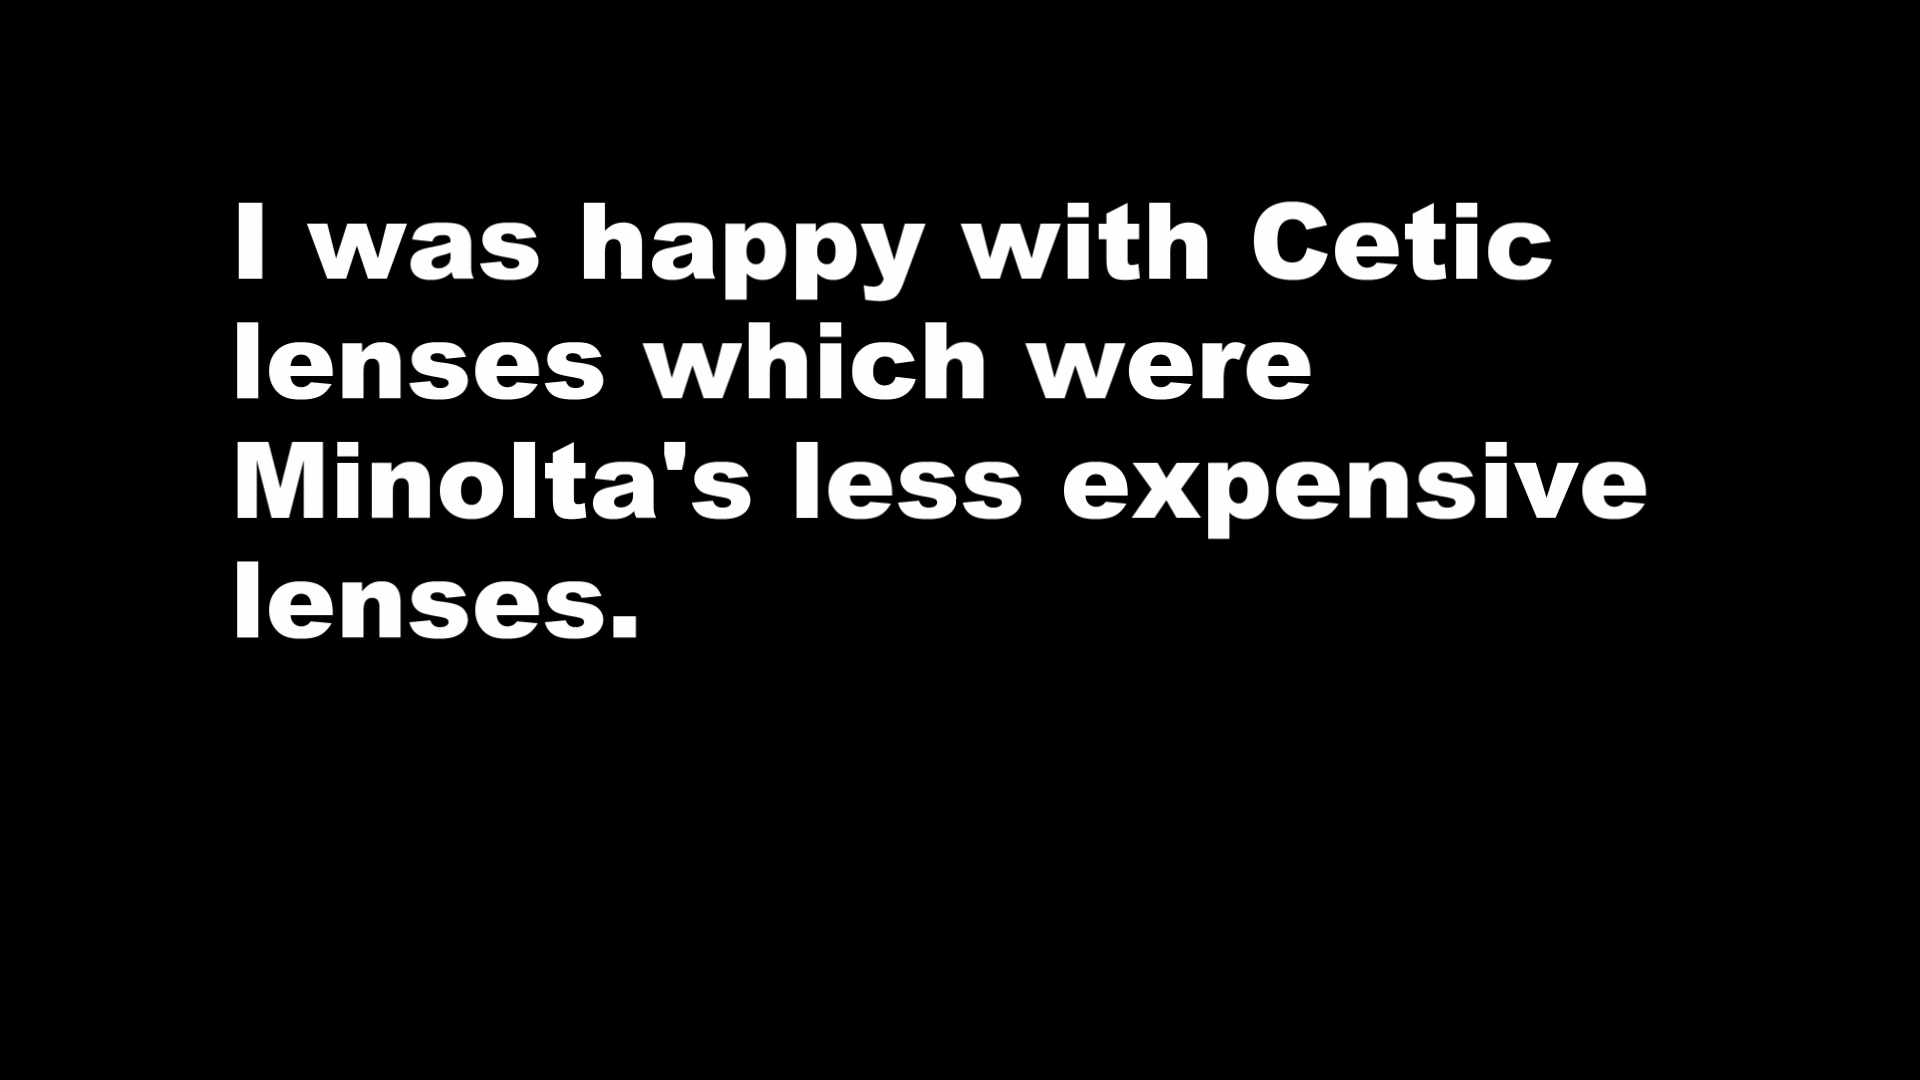 I was happy with Cetic
lenses which were
Minolta's less expensive
lenses.